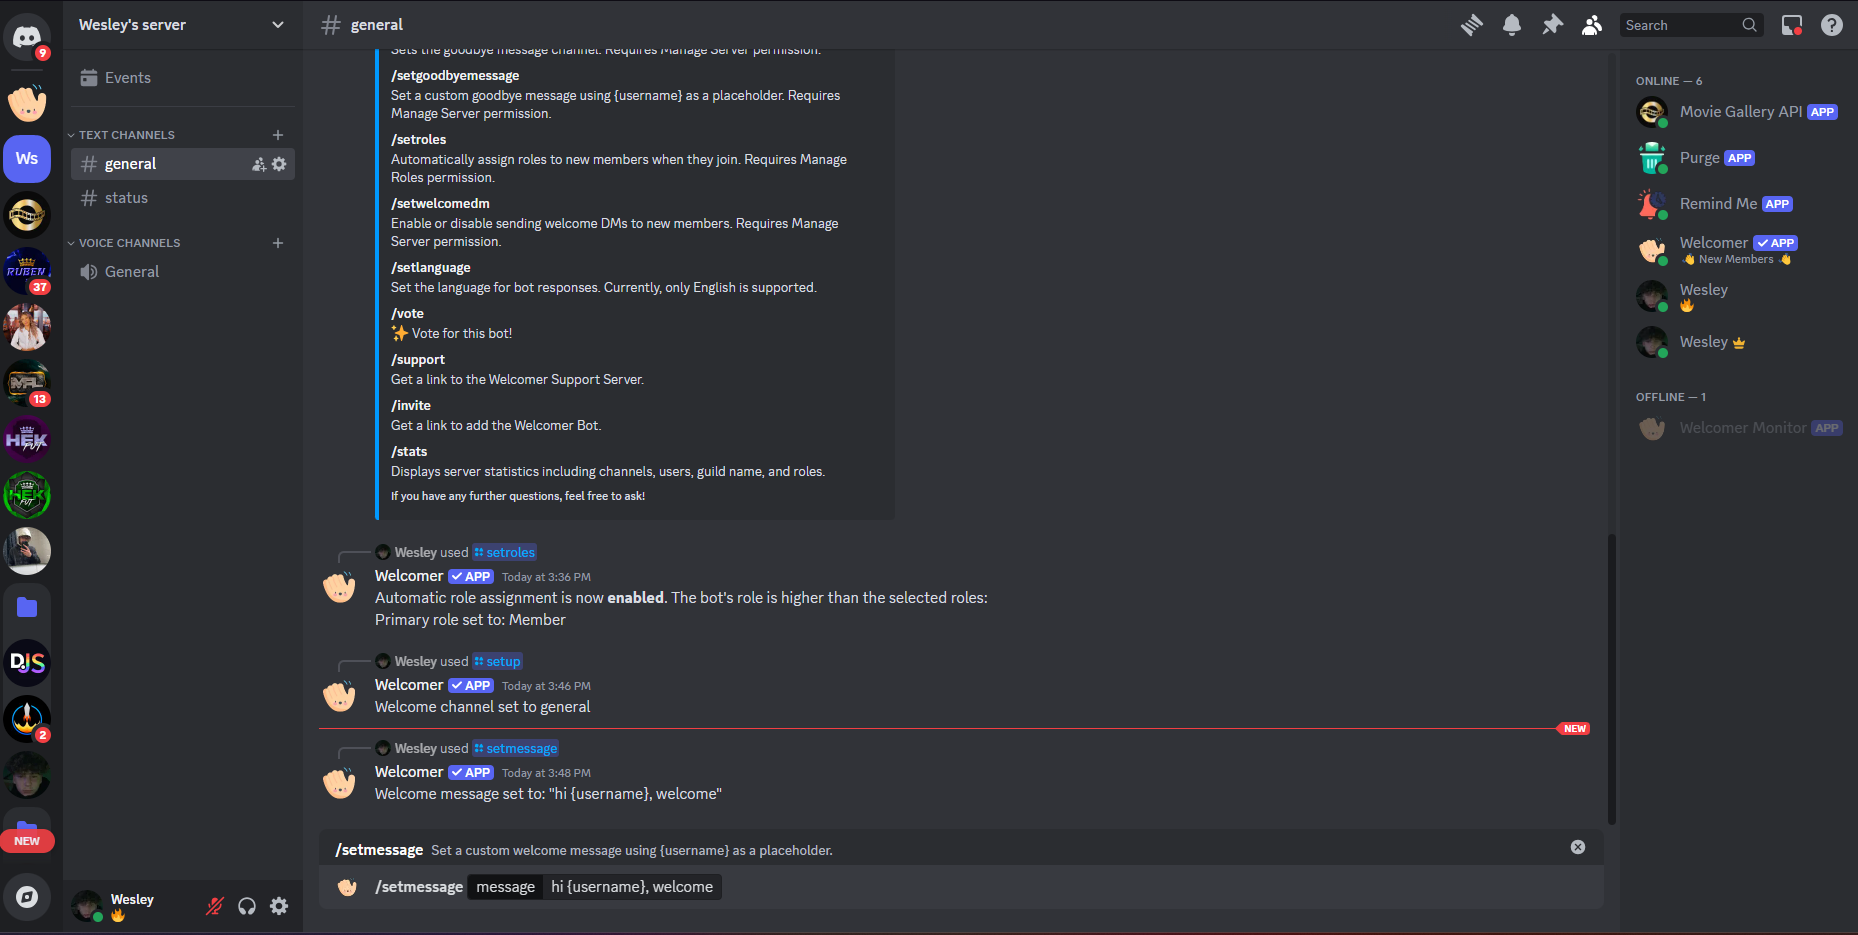 9
Ws
RUBEN
37
MFL
13
HEK
FUT
HEK
FUT
DJS
2
NEW
Wesley's server
Events
TEXT CHANNELS
general
status
VOICE CHANNELS
General
Wesley
# general
Search
Sets the goodbye message channel. Requires Manage Server permission.
/setgoodbyemessage
Set a custom goodbye message using {username} as a placeholder. Requires
Manage Server permission.
/setroles
Automatically assign roles to new members when they join. Requires Manage
Roles permission.
/setwelcomedm
Enable or disable sending welcome DMs to new members. Requires Manage
Server permission.
/setlanguage
Set the language for bot responses. Currently, only English is supported.
/vote
✨ Vote for this bot!
/support
Get a link to the Welcomer Support Server.
/invite
Get a link to add the Welcomer Bot.
/stats
Displays server statistics including channels, users, guild name, and roles.
If you have any further questions, feel free to ask!
Wesley used setroles
Welcomer ✓ APP Today at 3:36 PM
Automatic role assignment is now enabled. The bot's role is higher than the selected roles:
Primary role set to: Member
Wesley used setup
Welcomer ✓ APP Today at 3:46 PM
Welcome channel set to general
NEW
Wesley used setmessage
Welcomer ✓ APP Today at 3:48 PM
Welcome message set to: "hi {username}, welcome"
/setmessage Set a custom welcome message using {username} as a placeholder.
/setmessage message hi {username}, welcome
ONLINE — 6
Movie Gallery API APP
Purge APP
Remind Me APP
Welcomer ✓ APP
👋 New Members 👋
Wesley
🔥
Wesley
OFFLINE — 1
Welcomer Monitor APP